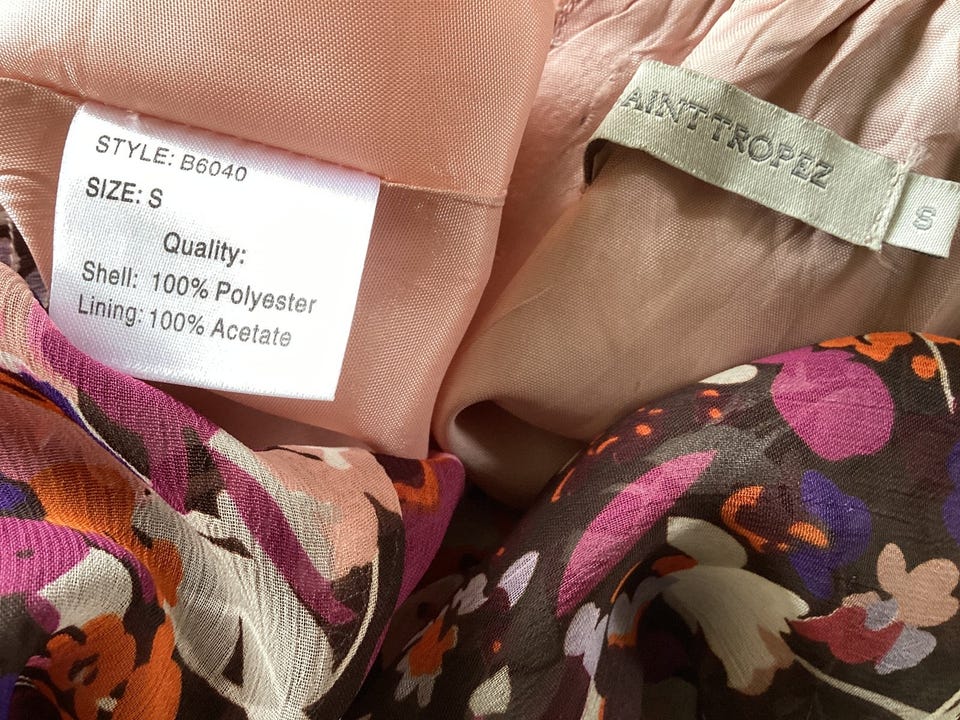 STYLE: B6040
SIZE: S
Quality:
Shell: 100% Polyester
Lining: 100% Acetate
AINT TROPEZ
S